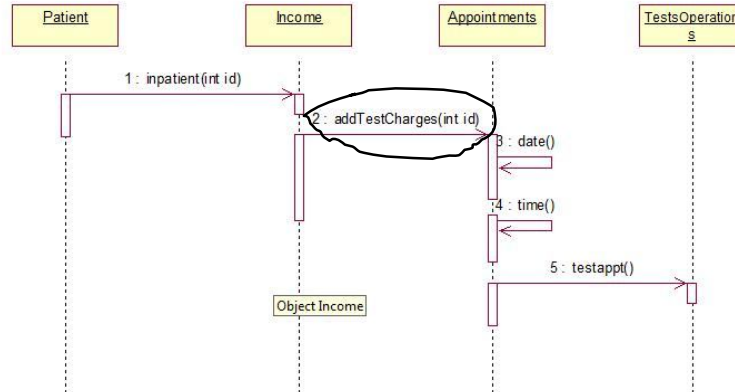 Patient
Income
Appointments
TestsOperation
s
1 : inpatient(int id)
2 : addTestCharges(int id)
3 : date()
4 : time()
5 : testappt()
Object Income